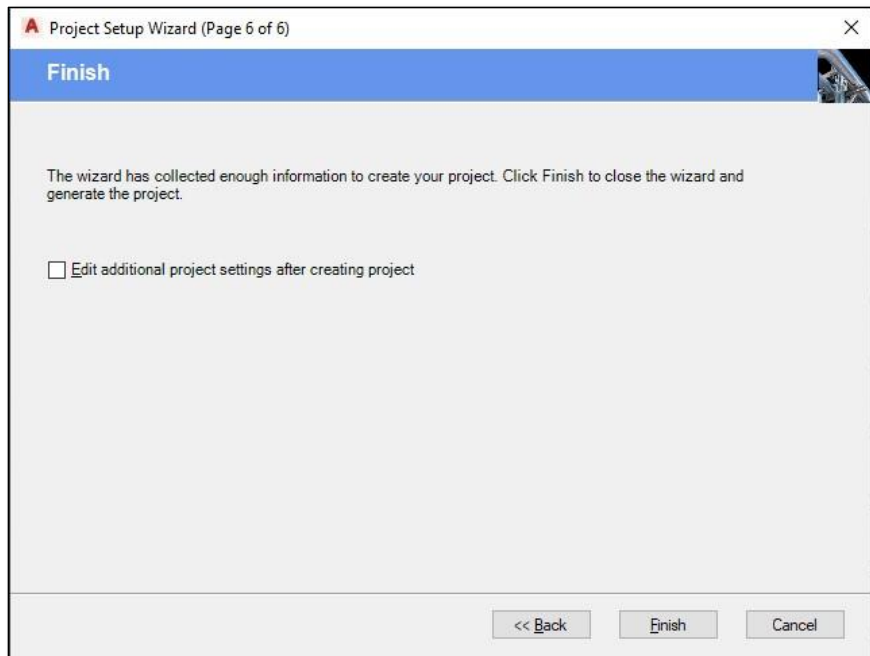 Project Setup Wizard (Page 6 of 6)
Finish
The wizard has collected enough information to create your project. Click Finish to close the wizard and
generate the project.
Edit additional project settings after creating project
<< Back Finish Cancel